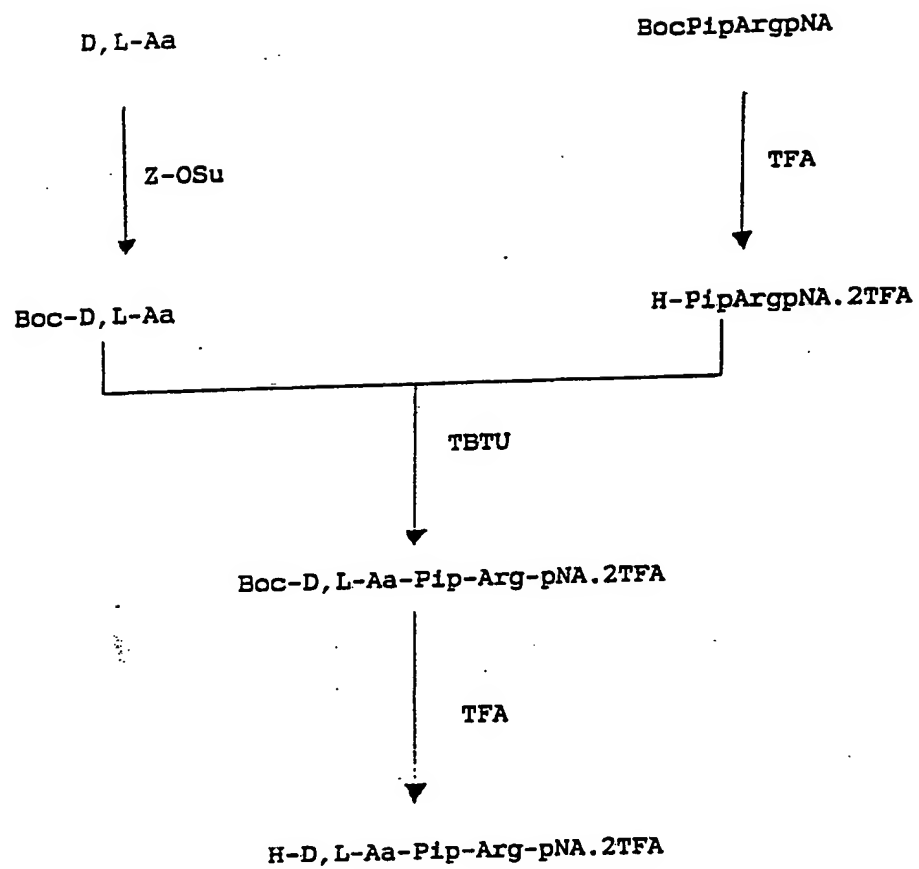 D,L-Aa
BocPipArgpNA
Z-OSu
TFA
Boc-D,L-Aa
H-PipArgpNA.2TFA
TBTU
Boc-D,L-Aa-Pip-Arg-pNA.2TFA
TFA
H-D,L-Aa-Pip-Arg-pNA.2TFA